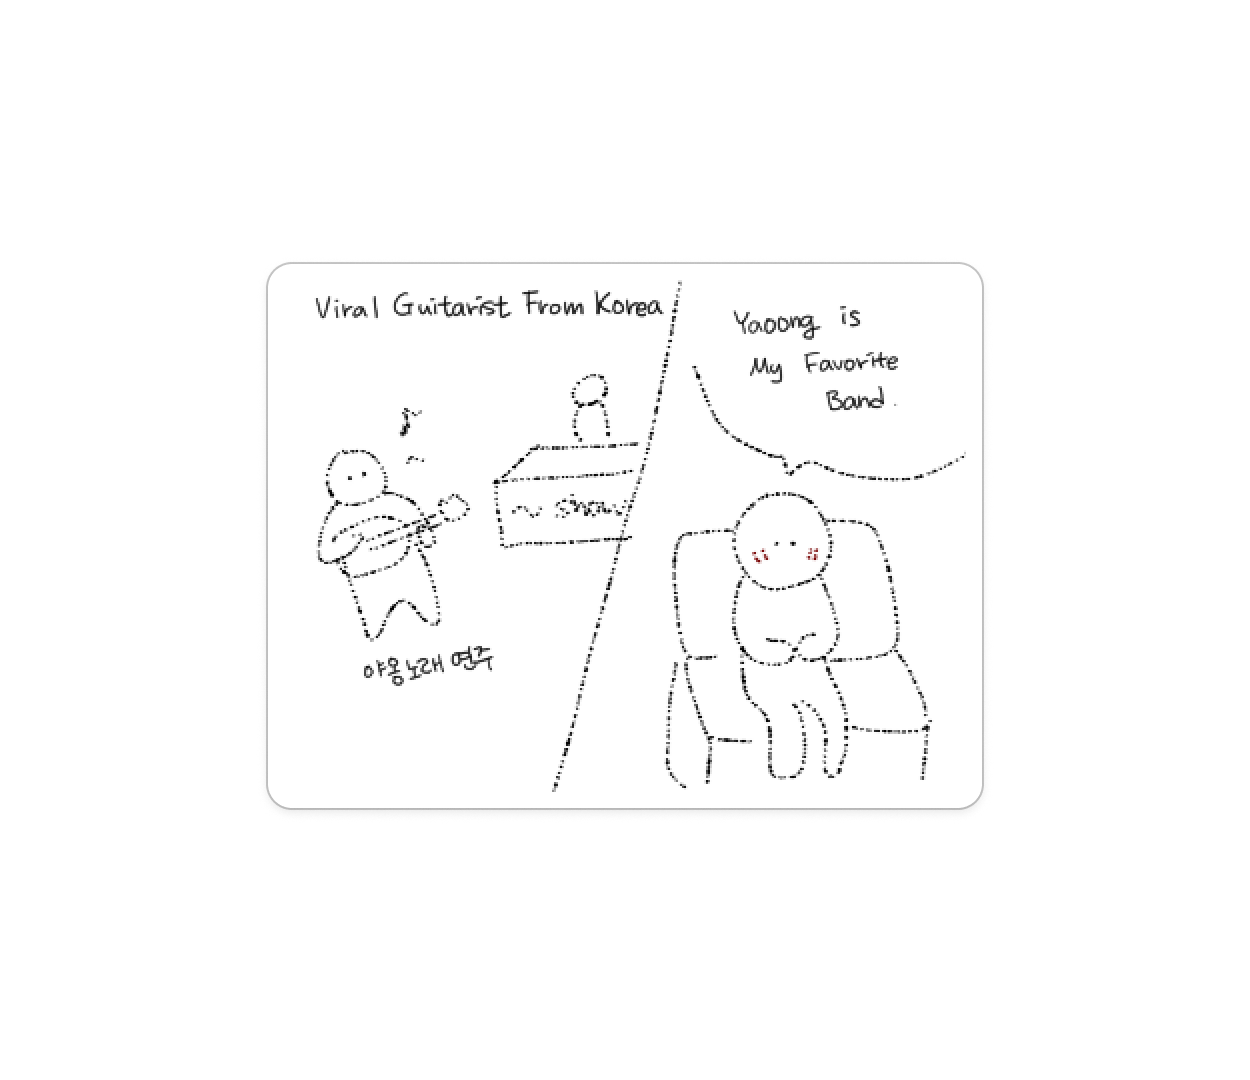 Viral Guitarist From Korea
~ show
야옹노래 연주
Yaoong is
My Favorite
Band.